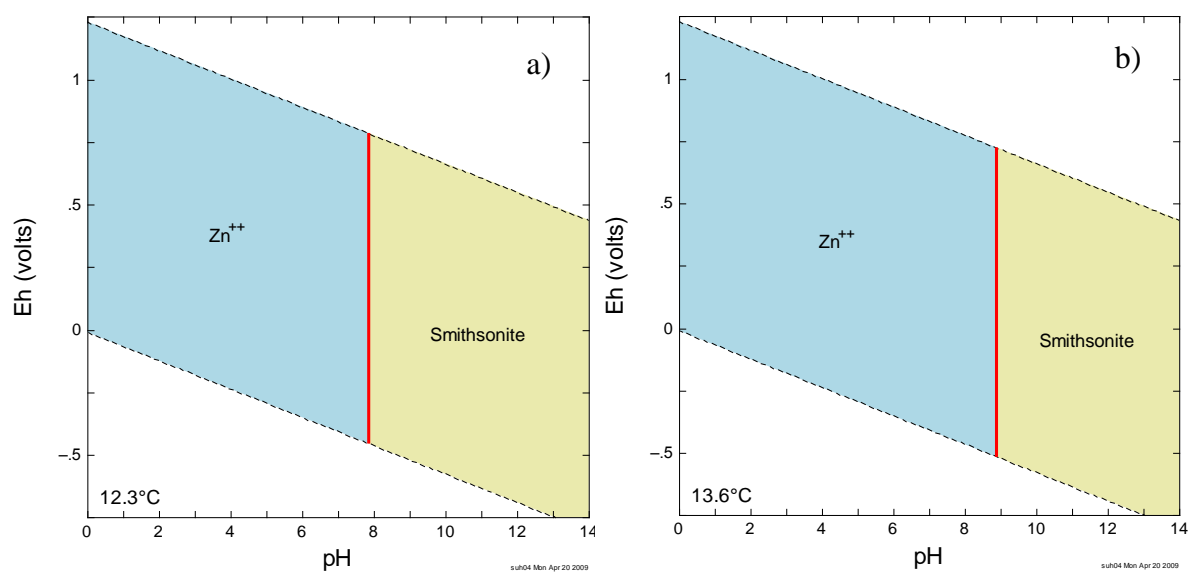 a)
1
.5
0
–.5
Eh (volts)
Zn++
Smithsonite
12.3°C
0 2 4 6 8 10 12 14
pH
suh04 Mon Apr 20 2009
b)
1
.5
0
–.5
Eh (volts)
Zn++
Smithsonite
13.6°C
0 2 4 6 8 10 12 14
pH
suh04 Mon Apr 20 2009